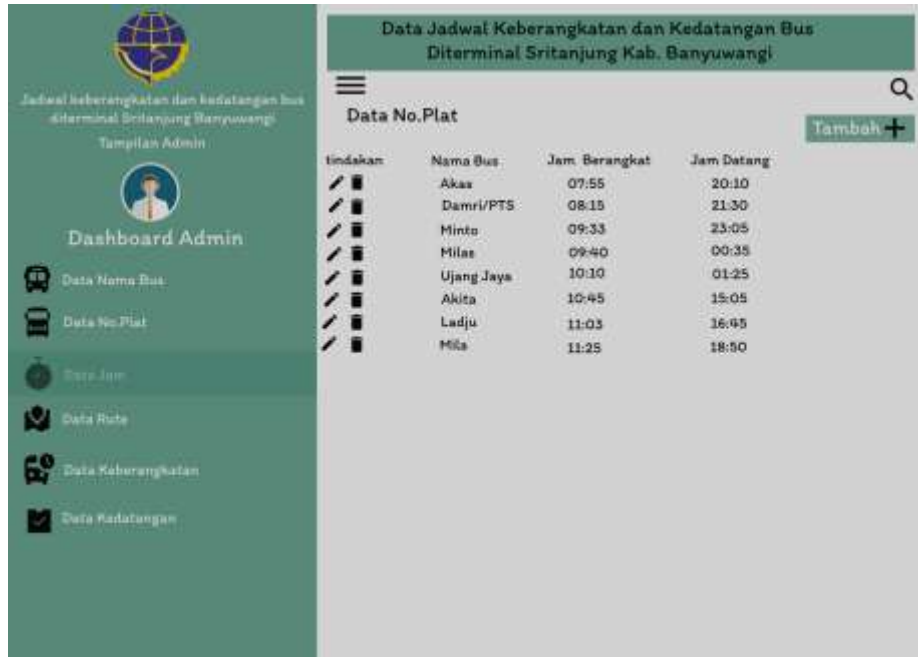 Jadwal keberangkatan dan kedatangan bus
diterminal Sritanjung Banyuwangi
Tampilan Admin
Dashboard Admin
Data Nama Bus
Data No.Plat
Data Jam
Data Rute
Data Keberangkatan
Data Kedatangan
Data Jadwal Keberangkatan dan Kedatangan Bus
Diterminal Sritanjung Kab. Banyuwangi
Data No.Plat
Tambah
tindakan Nama Bus Jam Berangkat Jam Datang
Akas 07:55 20:10
Damri/PTS 08:15 21:30
Minto 09:33 23:05
Milas 09:40 00:35
Ujang Jaya 10:10 01:25
Akita 10:45 15:05
Ladju 11:03 16:45
Mila 11:25 18:50